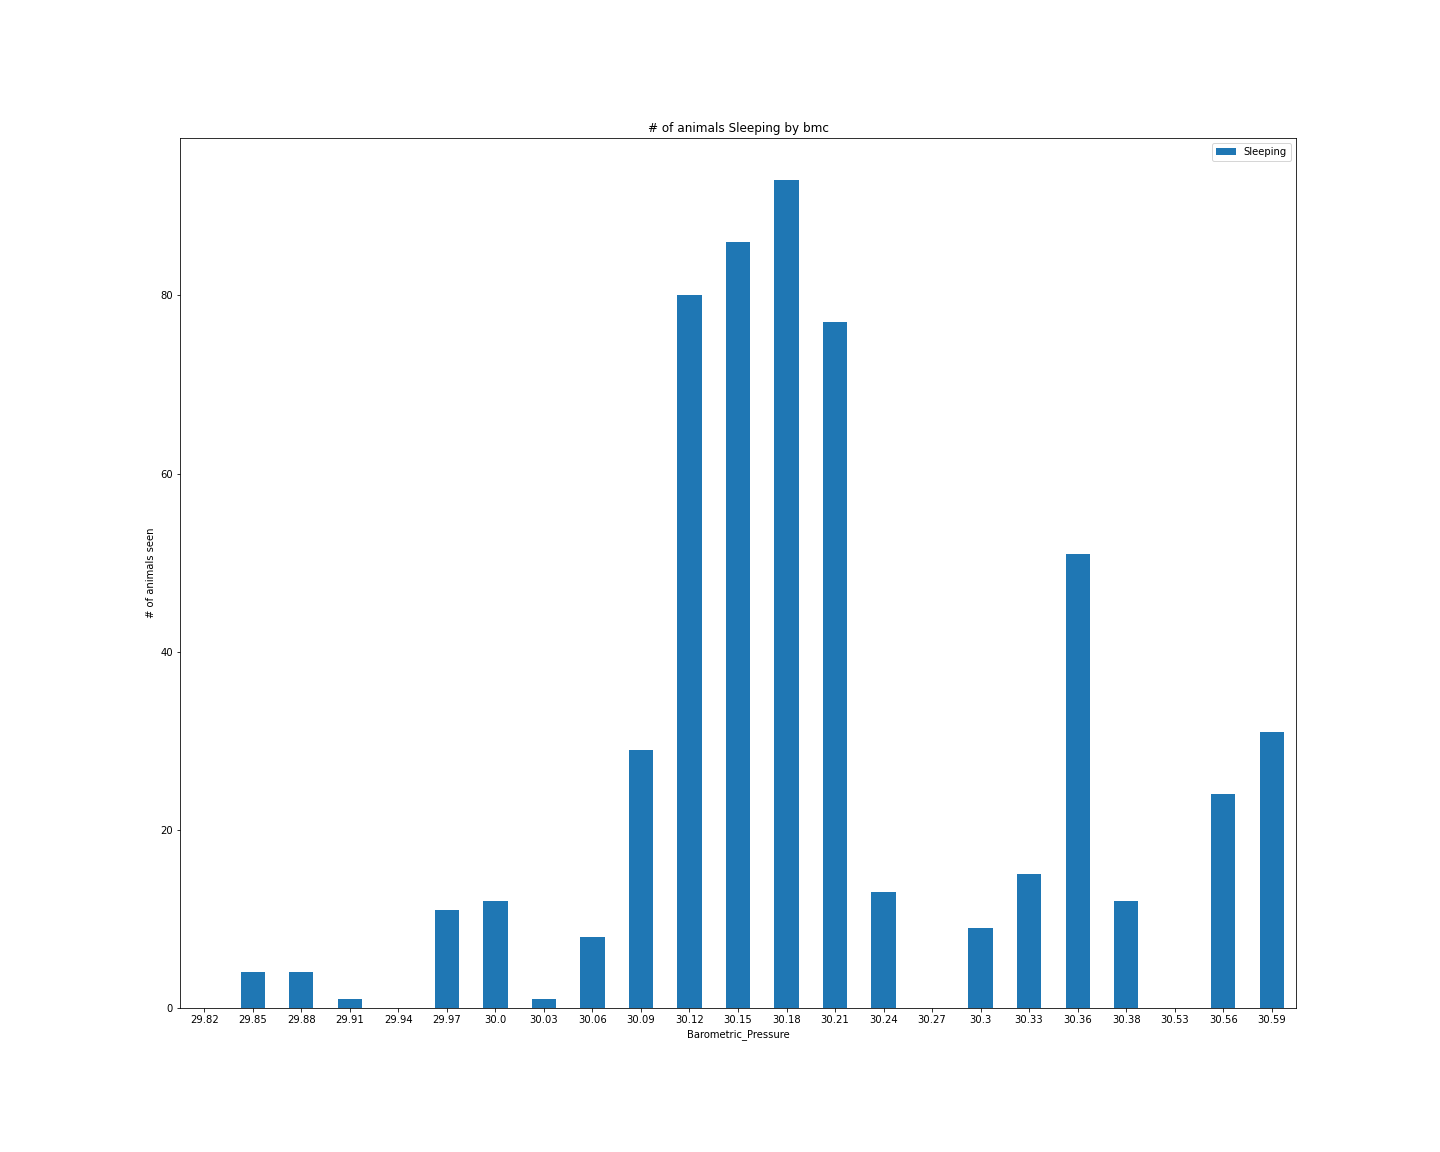 # of animals Sleeping by bmc
Sleeping
80
60
40
20
0
# of animals seen
29.82 29.85 29.88 29.91 29.94 29.97 30.0 30.03 30.06 30.09 30.12 30.15 30.18 30.21 30.24 30.27 30.3 30.33 30.36 30.38 30.53 30.56 30.59
Barometric_Pressure